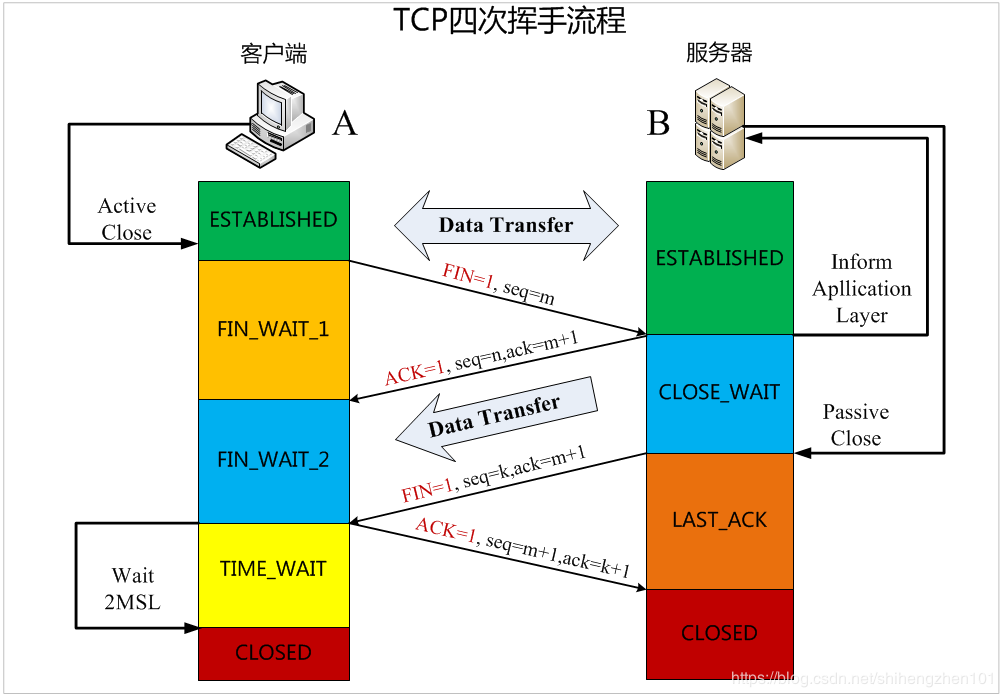 TCP四次挥手流程
客户端
服务器
A
B
Active
Close
ESTABLISHED
Data Transfer
ESTABLISHED
Inform
Apllication
Layer
FIN=1, seq=m
FIN_WAIT_1
ACK=1, seq=n,ack=m+1
CLOSE_WAIT
Data Transfer
Passive
Close
FIN_WAIT_2
FIN=1, seq=k,ack=m+1
LAST_ACK
ACK=1, seq=m+1,ack=k+1
Wait
2MSL
TIME_WAIT
CLOSED
CLOSED
https://blog.csdn.net/shihengzhen101